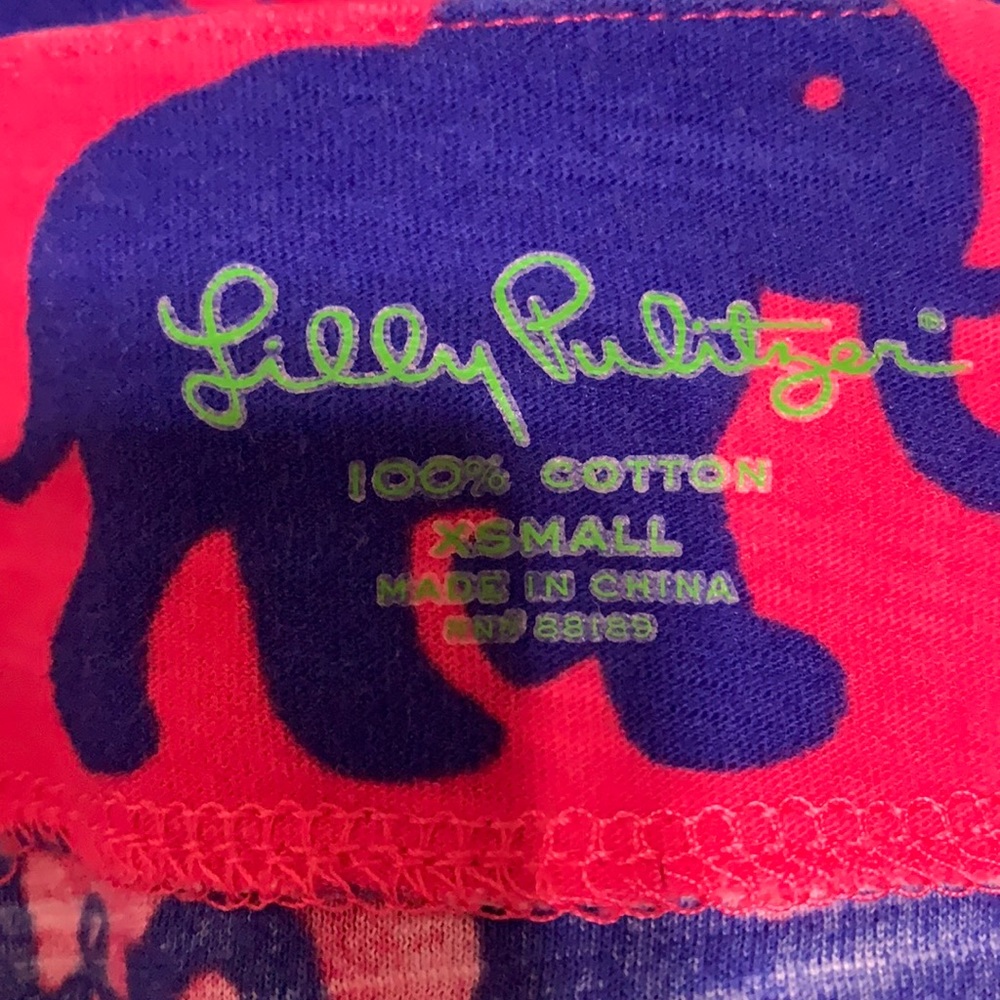 Lilly Pulitzer®
100% COTTON
XSMALL
MADE IN CHINA
RN# 88189